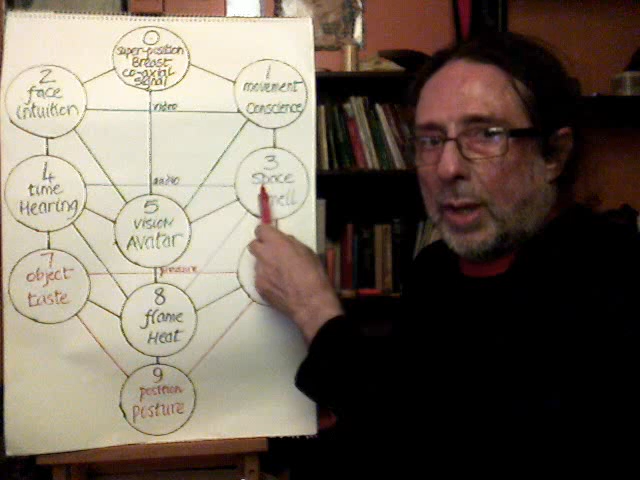 0
super-position
Breast
co-axial
signal
1
movement
Conscience
2
face
intuition
video
3
space
4
time
Hearing
audio
5
vision
Avatar
7
object
taste
pressure
8
flame
Heat
9
position
posture